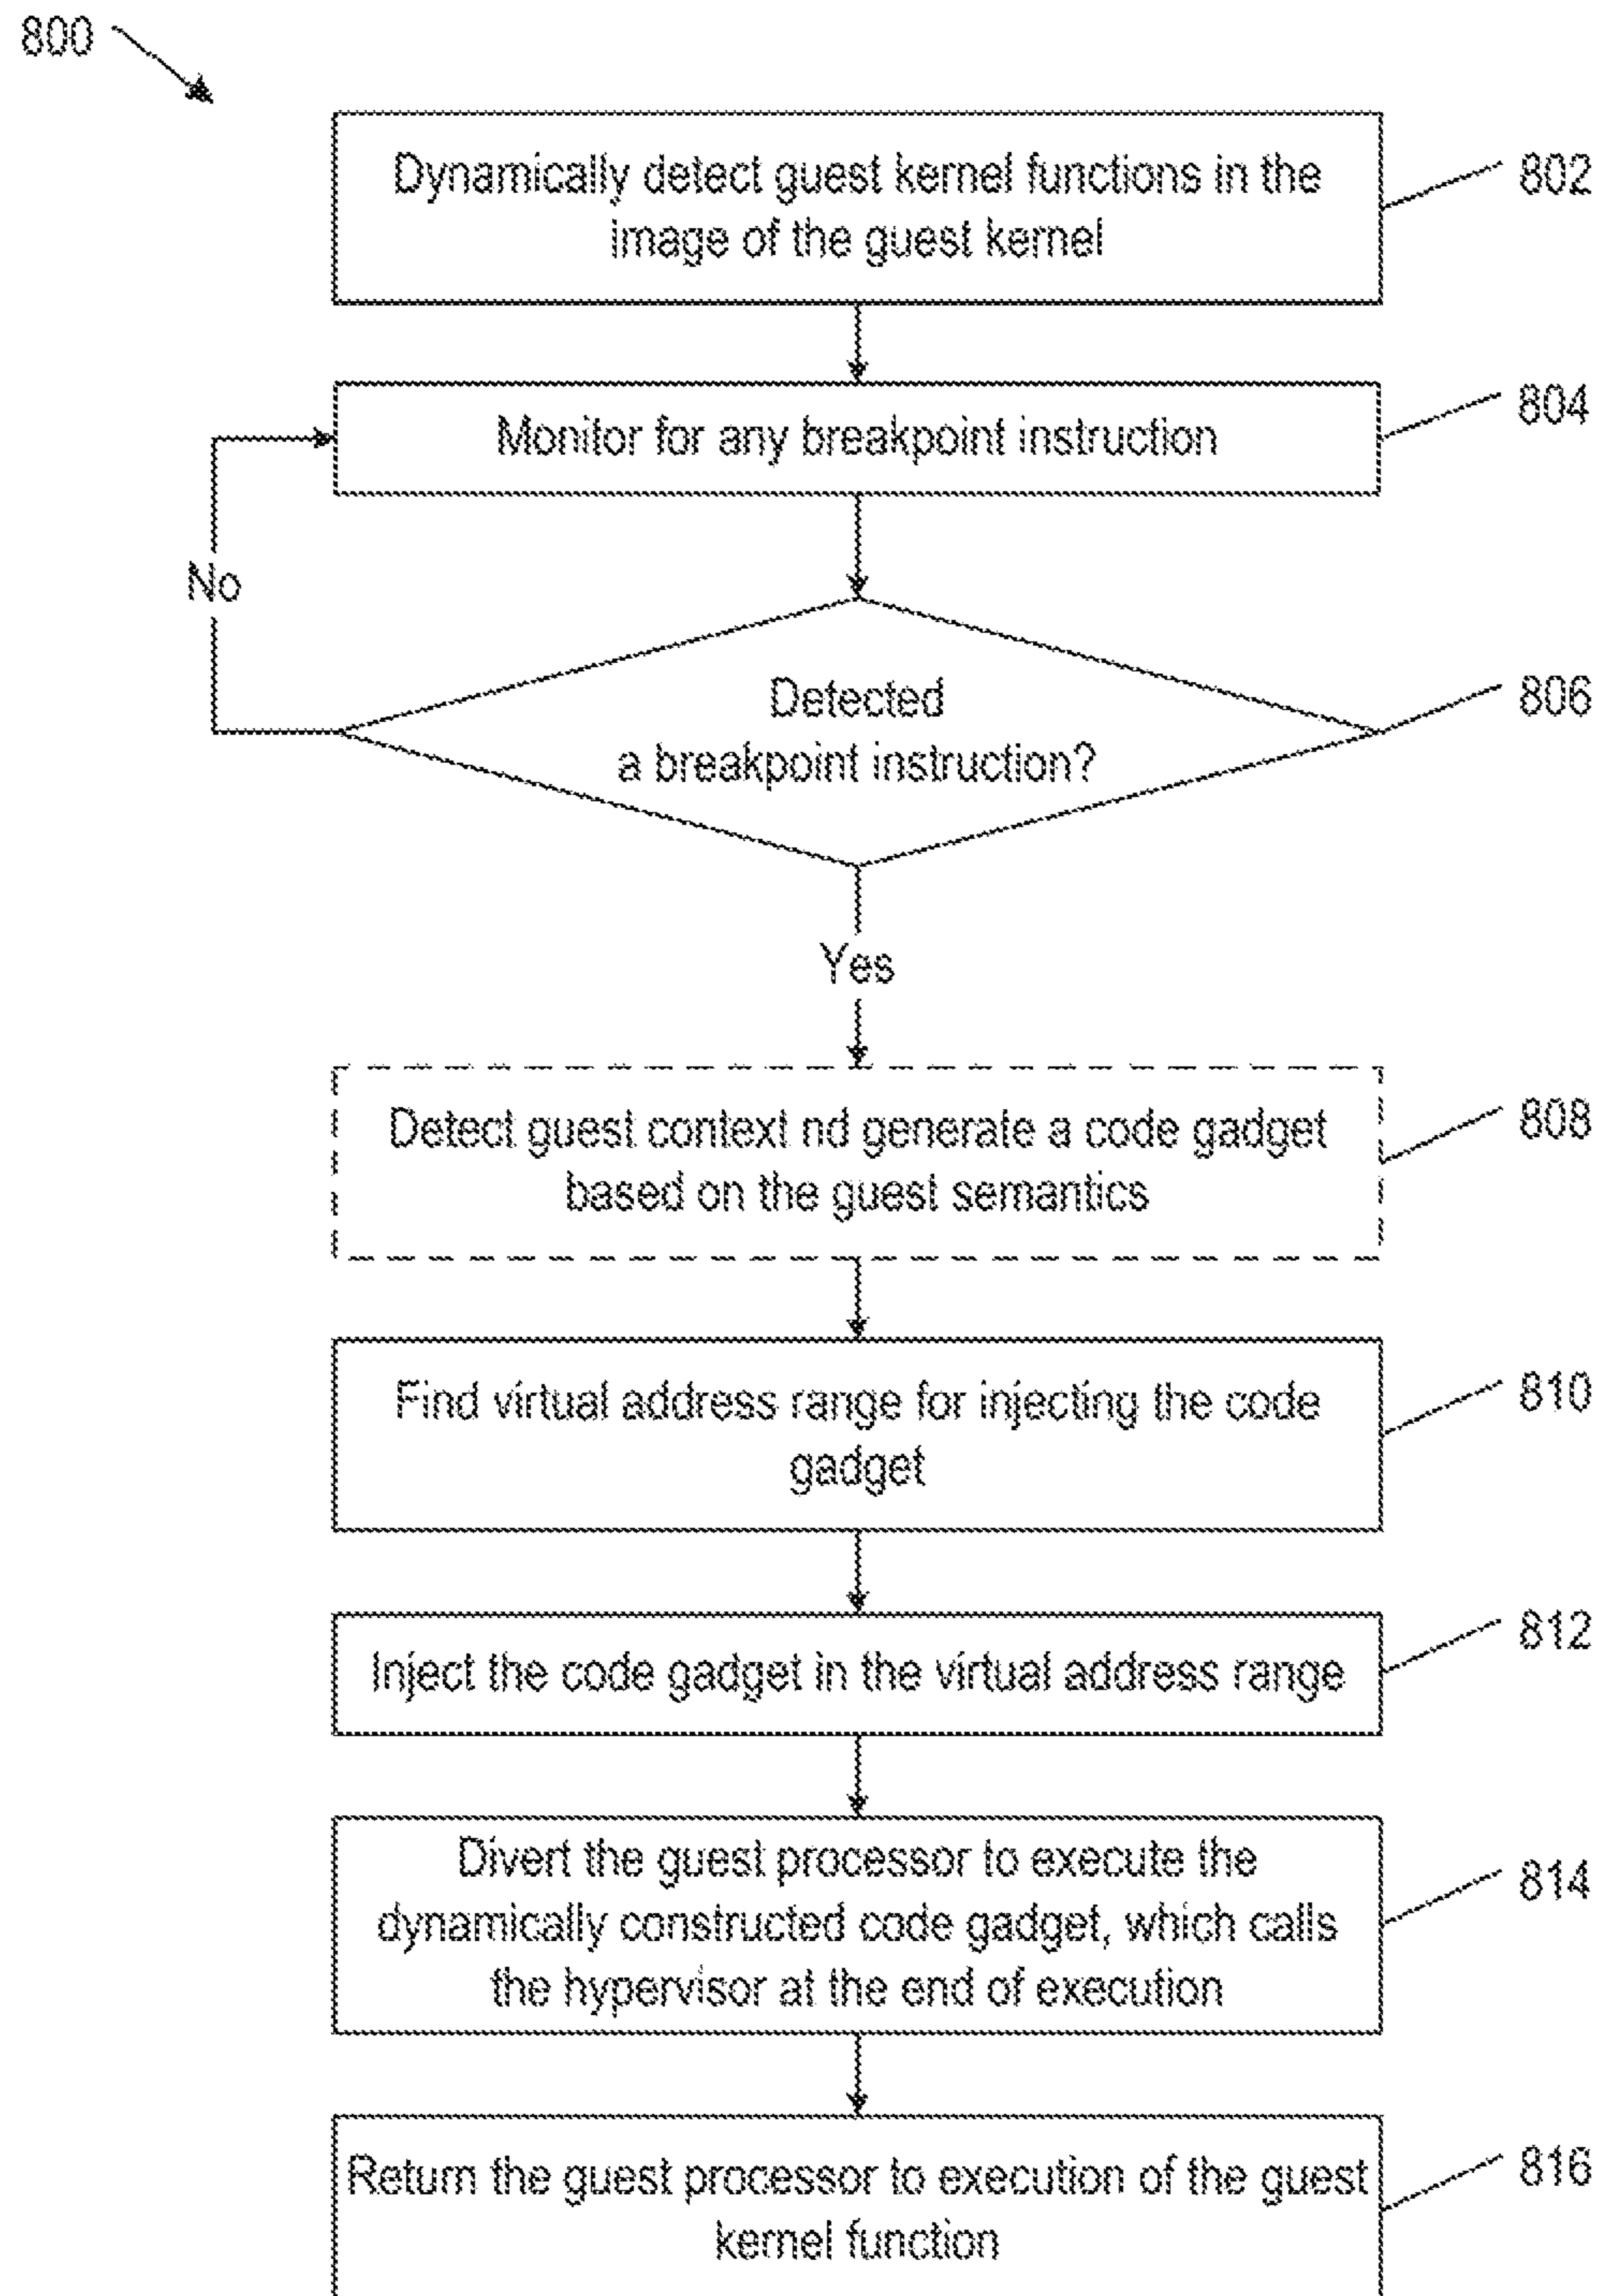 800
Dynamically detect guest kernel functions in the
image of the guest kernel
802
Monitor for any breakpoint instruction
804
No
Detected
a breakpoint instruction?
806
Yes
Detect guest context nd generate a code gadget
based on the guest semantics
808
Find virtual address range for injecting the code
gadget
810
Inject the code gadget in the virtual address range
812
Divert the guest processor to execute the
dynamically constructed code gadget, which calls
the hypervisor at the end of execution
814
Return the guest processor to execution of the guest
kernel function
816